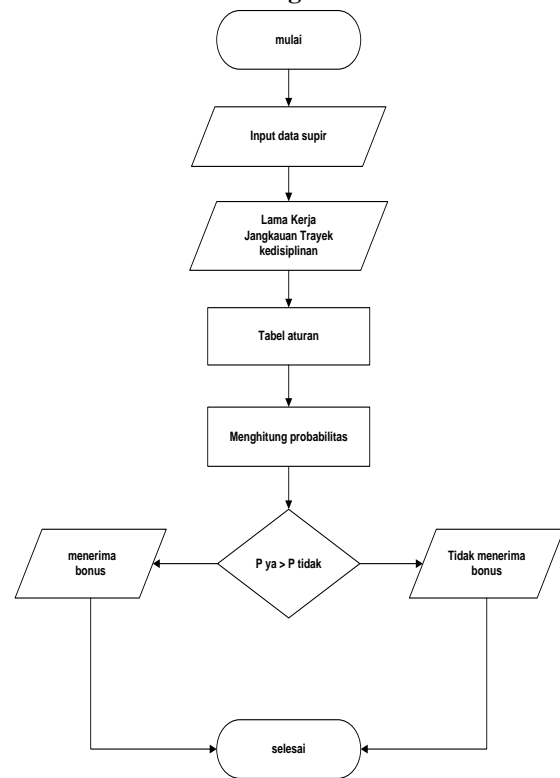 mulai
Input data supir
Lama Kerja
Jangkauan Trayek
kedisiplinan
Tabel aturan
Menghitung probabilitas
P ya > P tidak
menerima
bonus
Tidak menerima
bonus
selesai